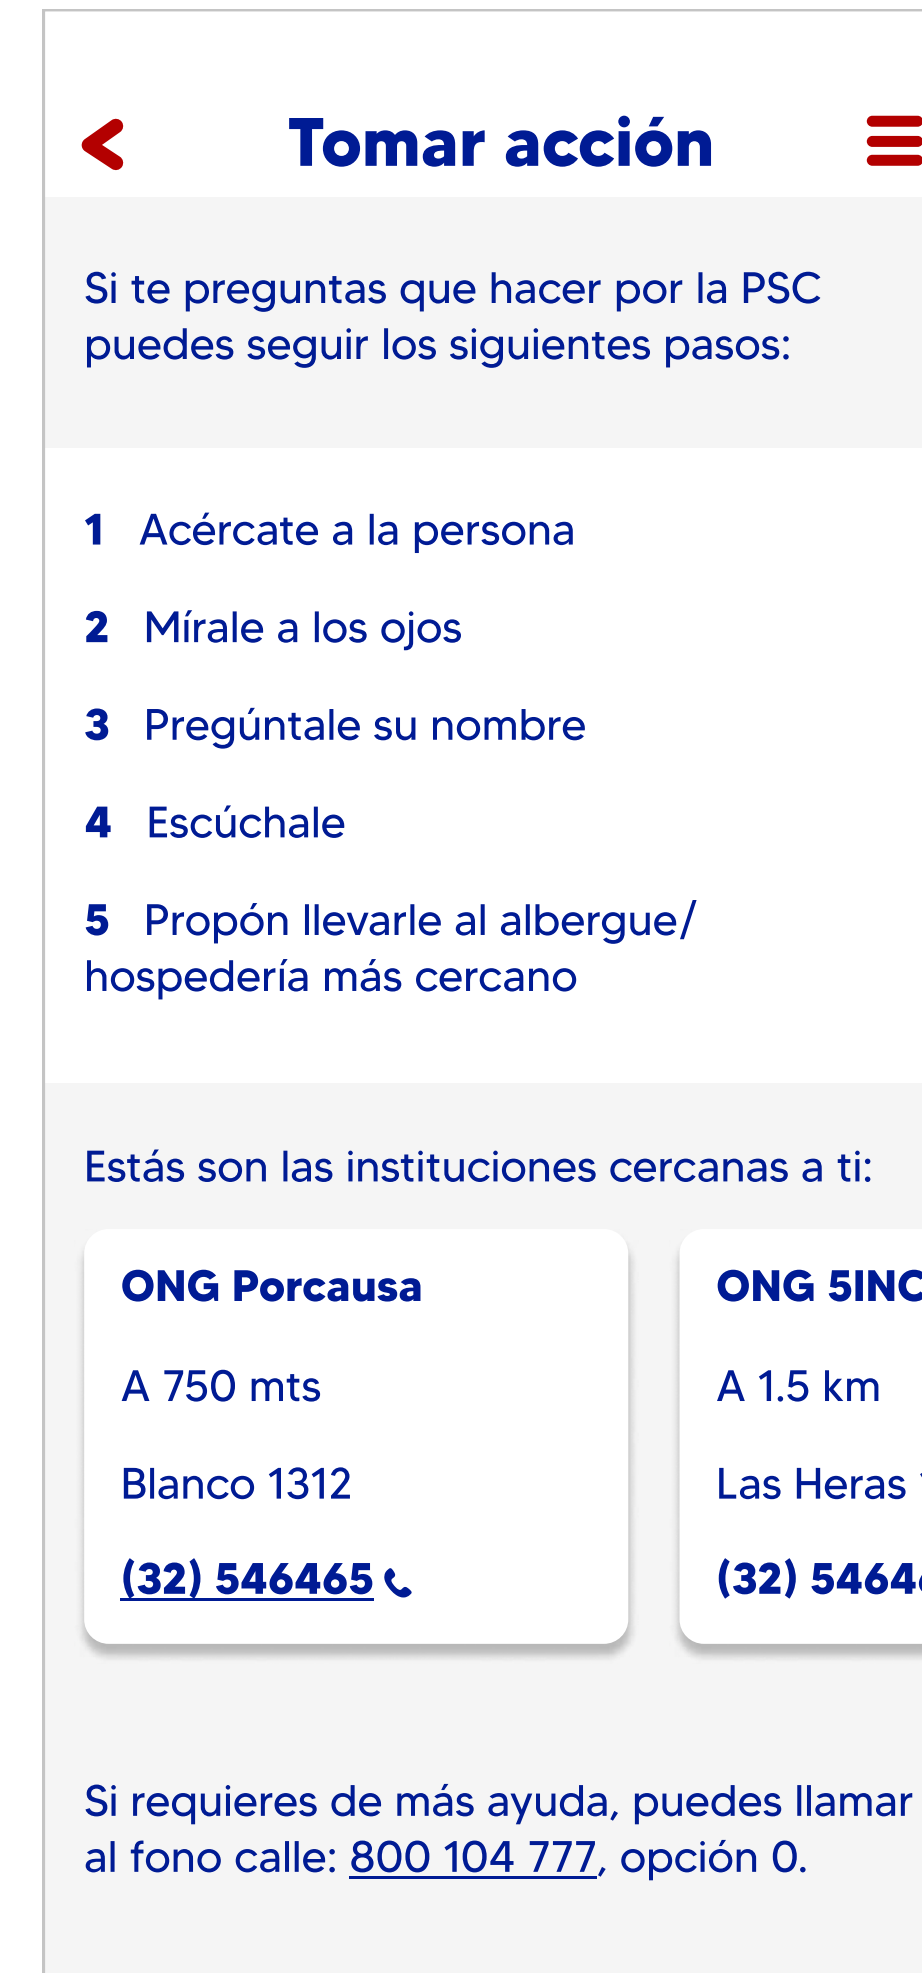 Tomar acción
Si te preguntas que hacer por la PSC
puedes seguir los siguientes pasos:
1 Acércate a la persona
2 Mírale a los ojos
3 Pregúntale su nombre
4 Escúchale
5 Propón llevarle al albergue/
hospedería más cercano
Estás son las instituciones cercanas a ti:
ONG Porcausa
A 750 mts
Blanco 1312
(32) 546465
ONG
A 1.5 km
Las Heras
(32)
Si requieres de más ayuda, puedes llamar
al fono calle: 800 104 777, opción 0.